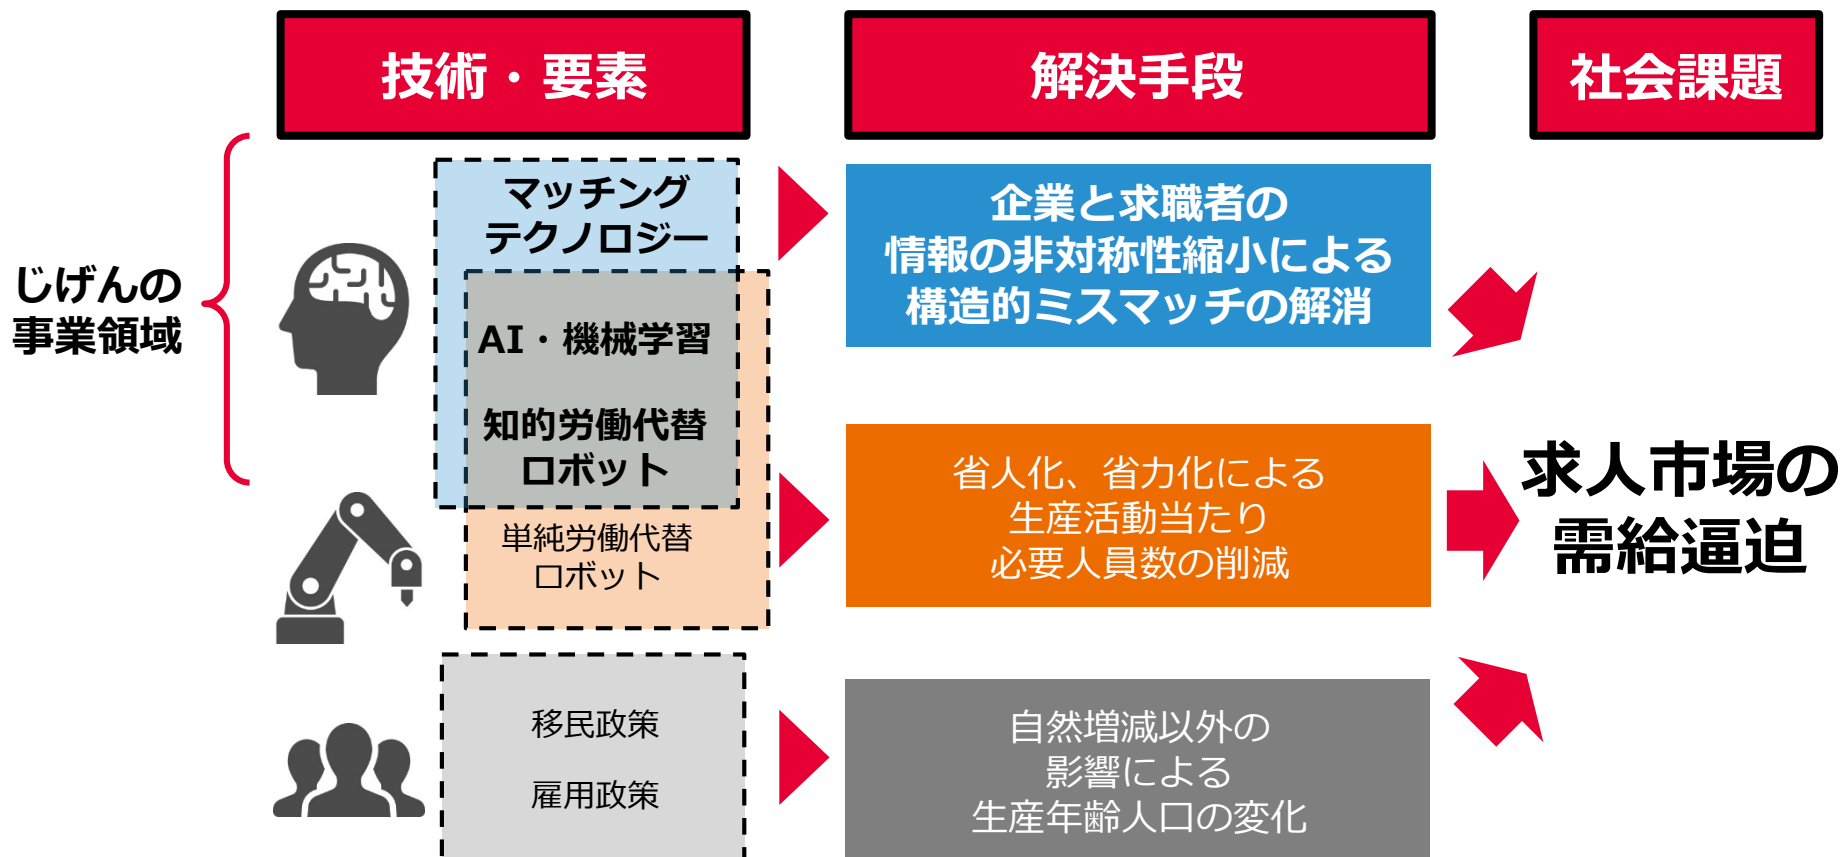 技術・要素
解決手段
社会課題
じげんの
事業領域
マッチング
テクノロジー
AI・機械学習
知的労働代替
ロボット
単純労働代替
ロボット
移民政策
雇用政策
企業と求職者の
情報の非対称性縮小による
構造的ミスマッチの解消
省人化、省力化による
生産活動当たり
必要人員数の削減
自然増減以外の
影響による
生産年齢人口の変化
求人市場の
需給逼迫